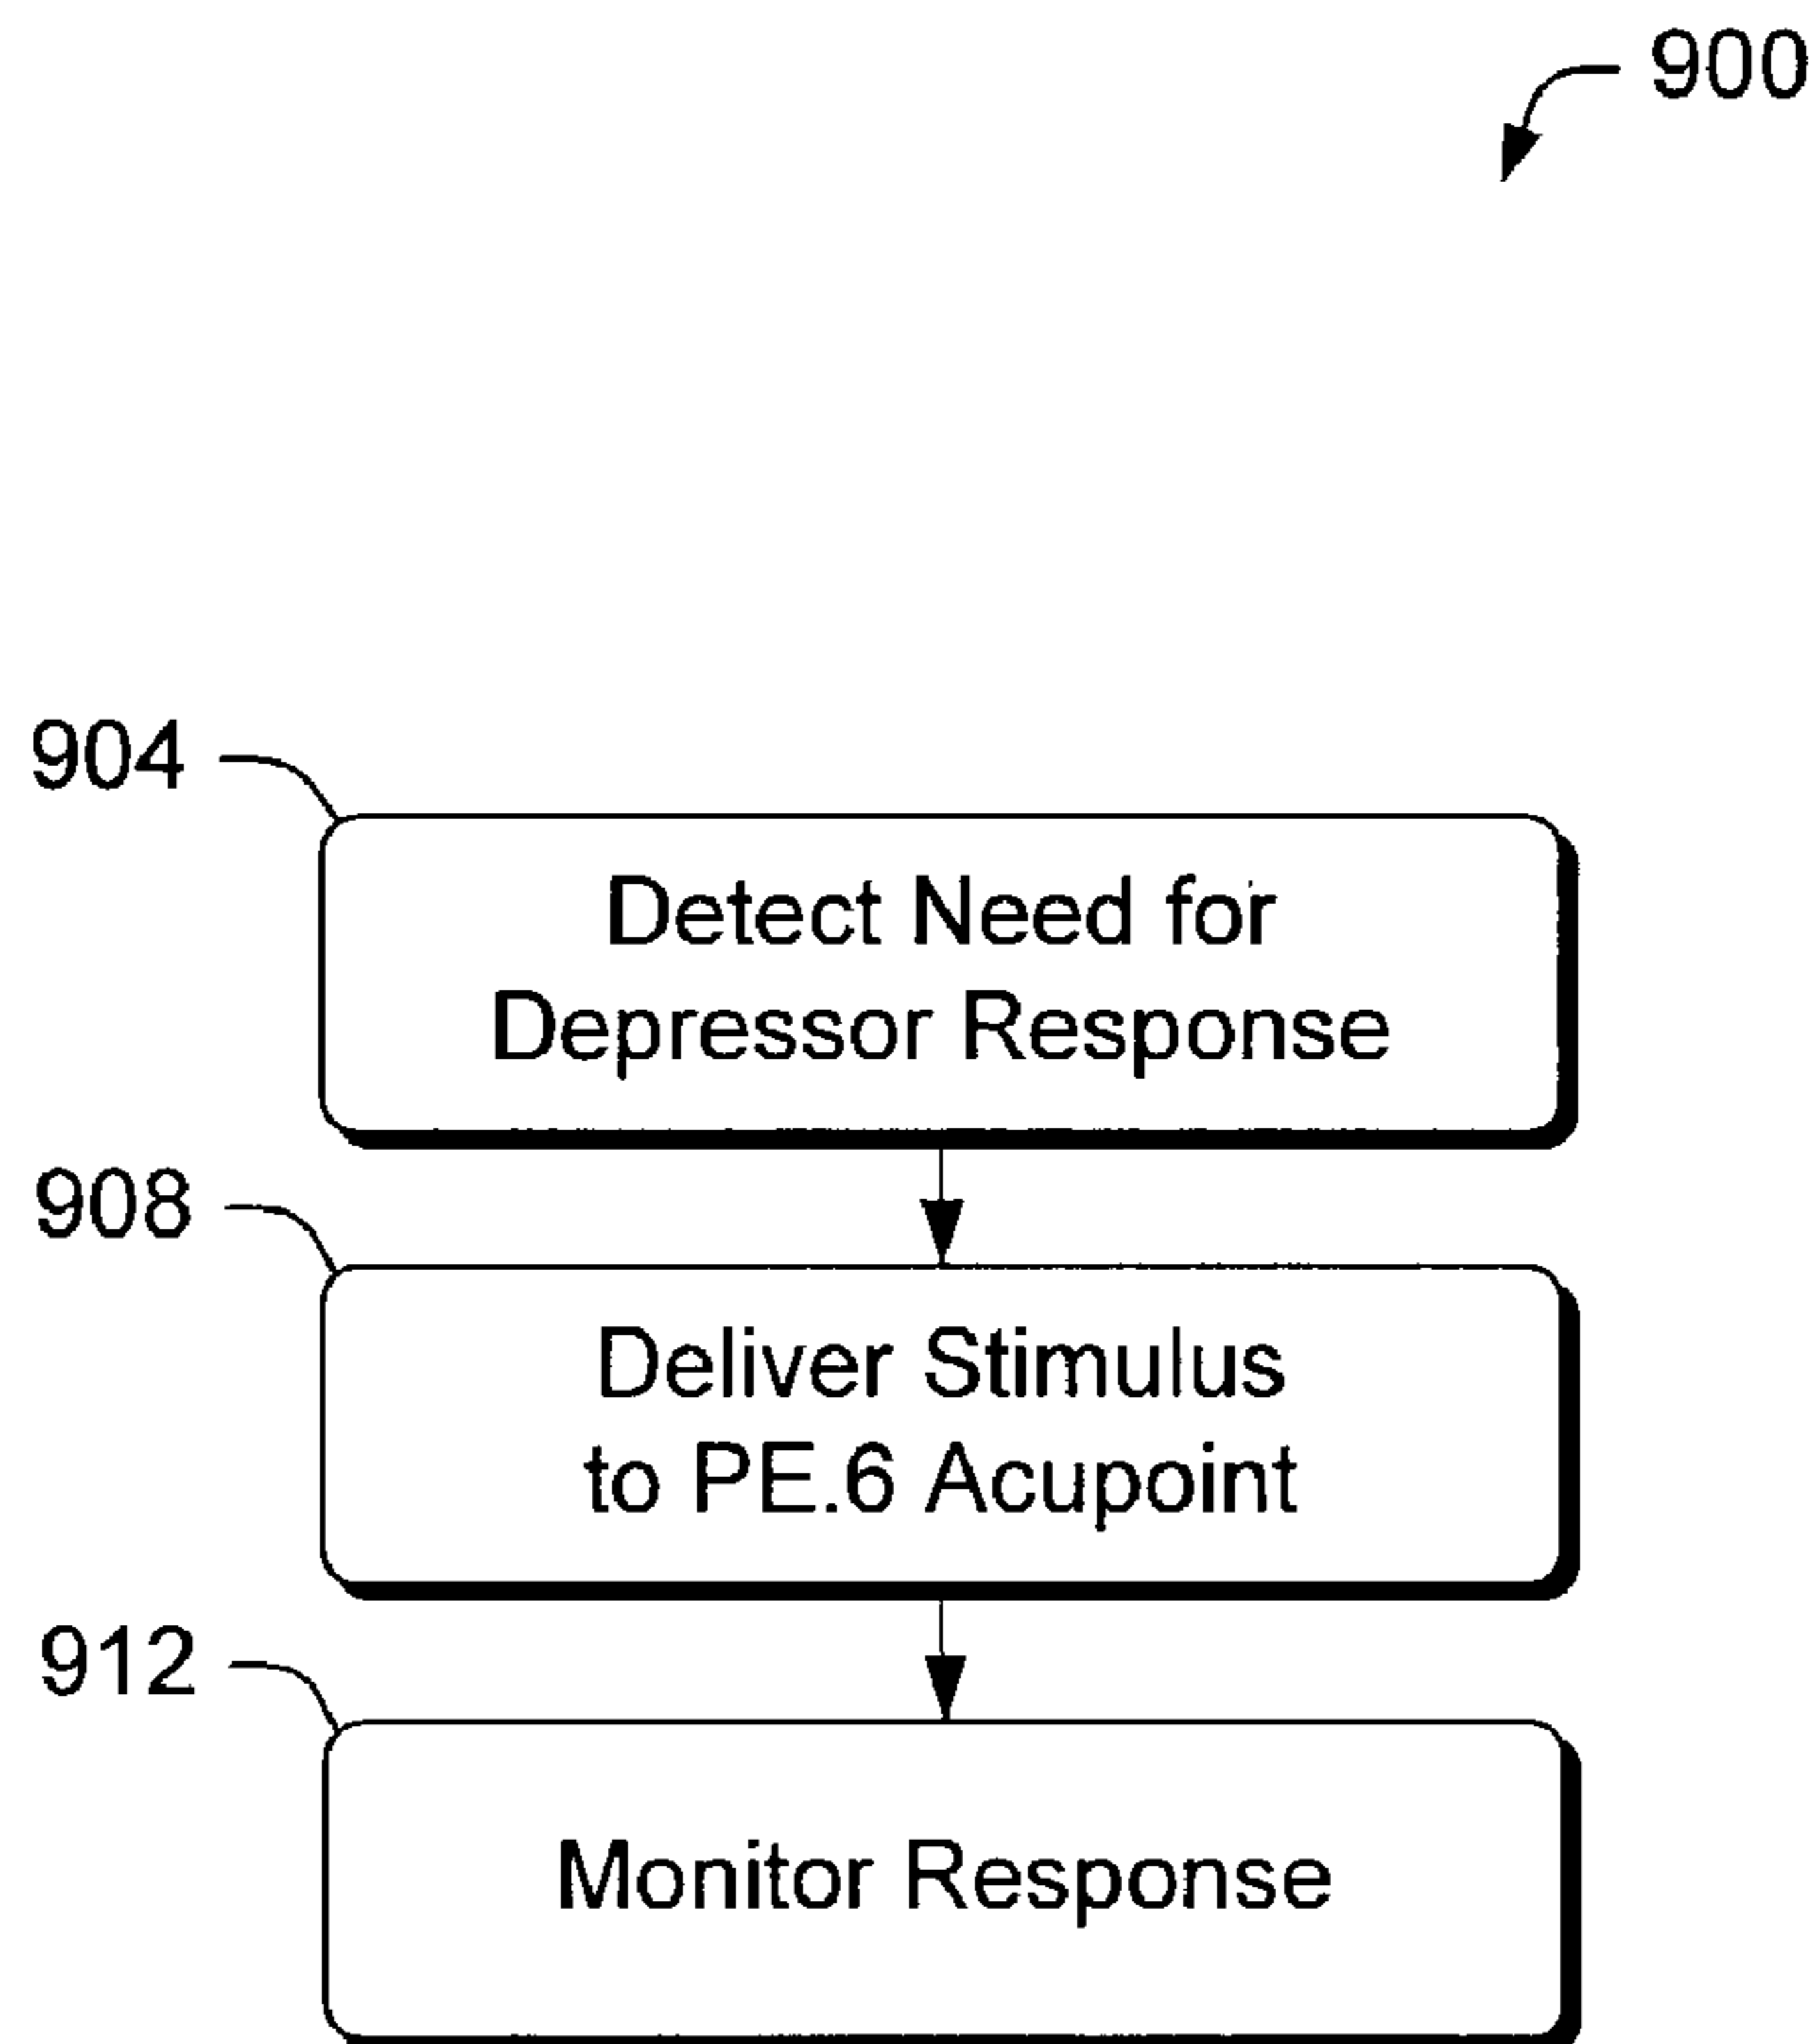 900
904
Detect Need for
Depressor Response
908
Deliver Stimulus
to PE.6 Acupoint
912
Monitor Response